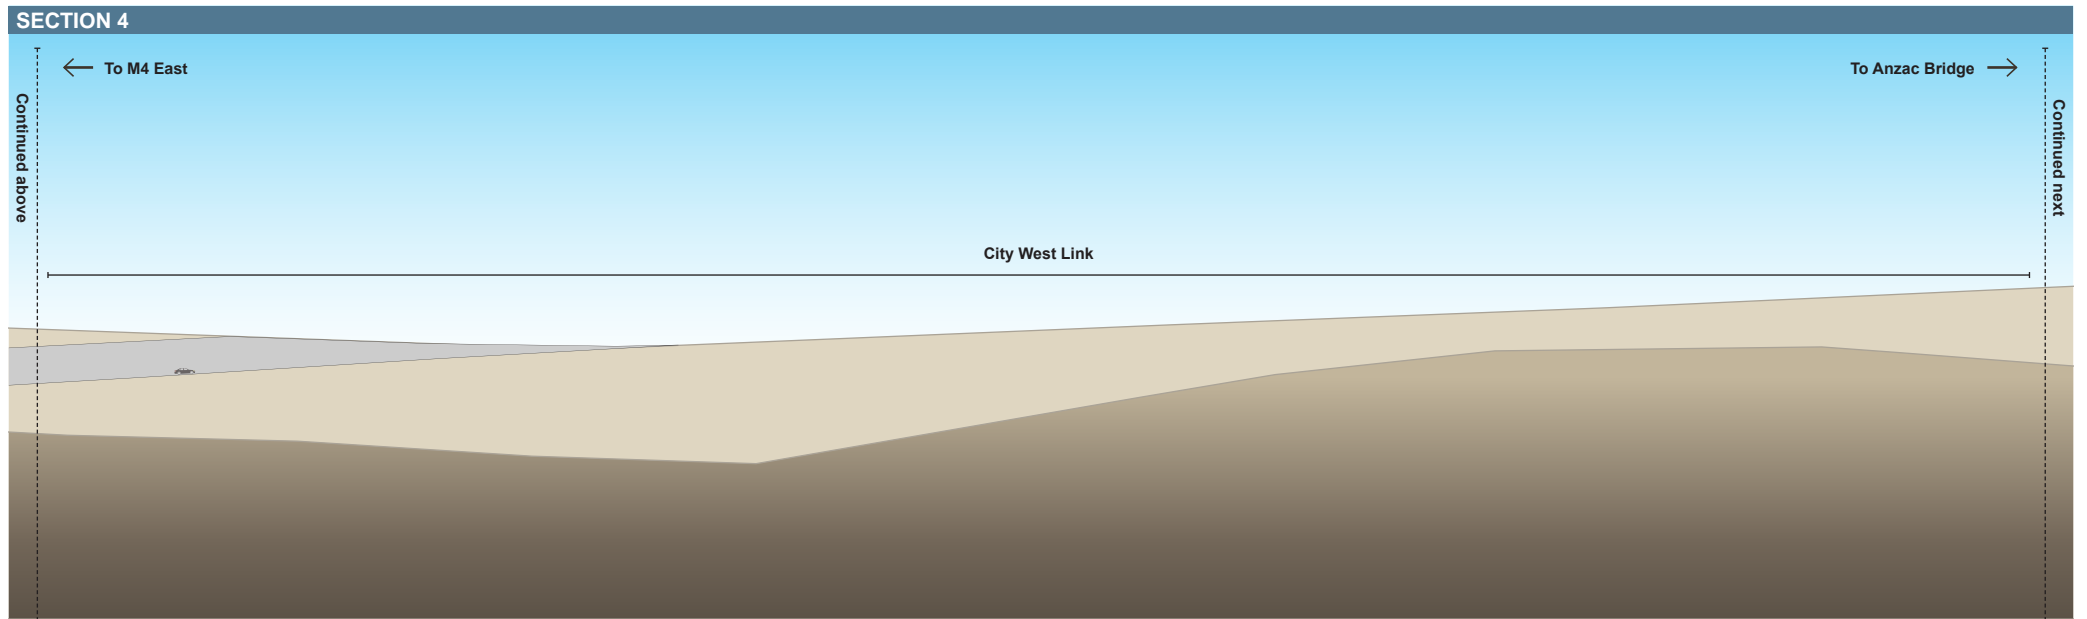 SECTION 4
To M4 East
To Anzac Bridge
Continued above
Continued next
City West Link